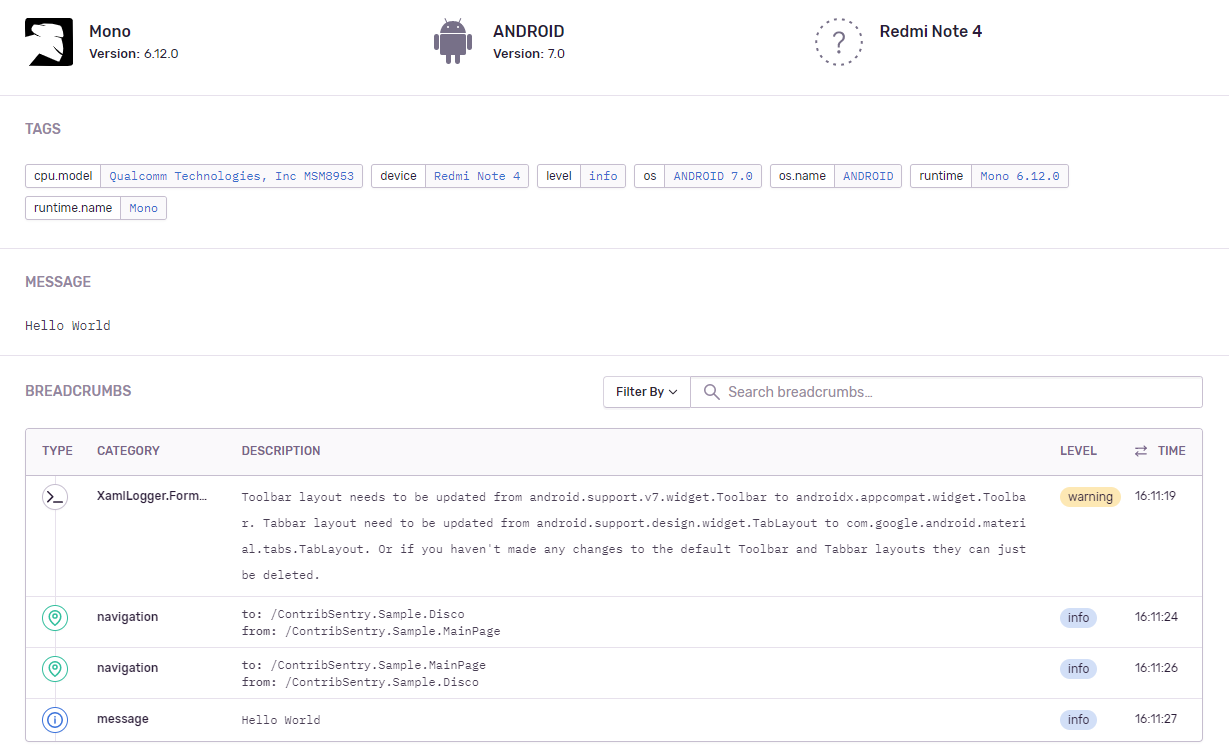 Mono
Version: 6.12.0
ANDROID
Version: 7.0
Redmi Note 4
TAGS
cpu.model Qualcomm Technologies, Inc MSM8953 device Redmi Note 4 level info os ANDROID 7.0 os.name ANDROID runtime Mono 6.12.0
runtime.name Mono
MESSAGE
Hello World
BREADCRUMBS
Filter By Search breadcrumbs...
TYPE CATEGORY DESCRIPTION LEVEL TIME
XamlLogger.Form... Toolbar layout needs to be updated from android.support.v7.widget.Toolbar to androidx.appcompat.widget.Toolba warning 16:11:19
r. Tabbar layout need to be updated from android.support.design.widget.TabLayout to com.google.android.materi
al.tabs.TabLayout. Or if you haven't made any changes to the default Toolbar and Tabbar layouts they can just
be deleted.
navigation to: /ContribSentry.Sample.Disco info 16:11:24
from: /ContribSentry.Sample.MainPage
navigation to: /ContribSentry.Sample.MainPage info 16:11:26
from: /ContribSentry.Sample.Disco
message Hello World info 16:11:27